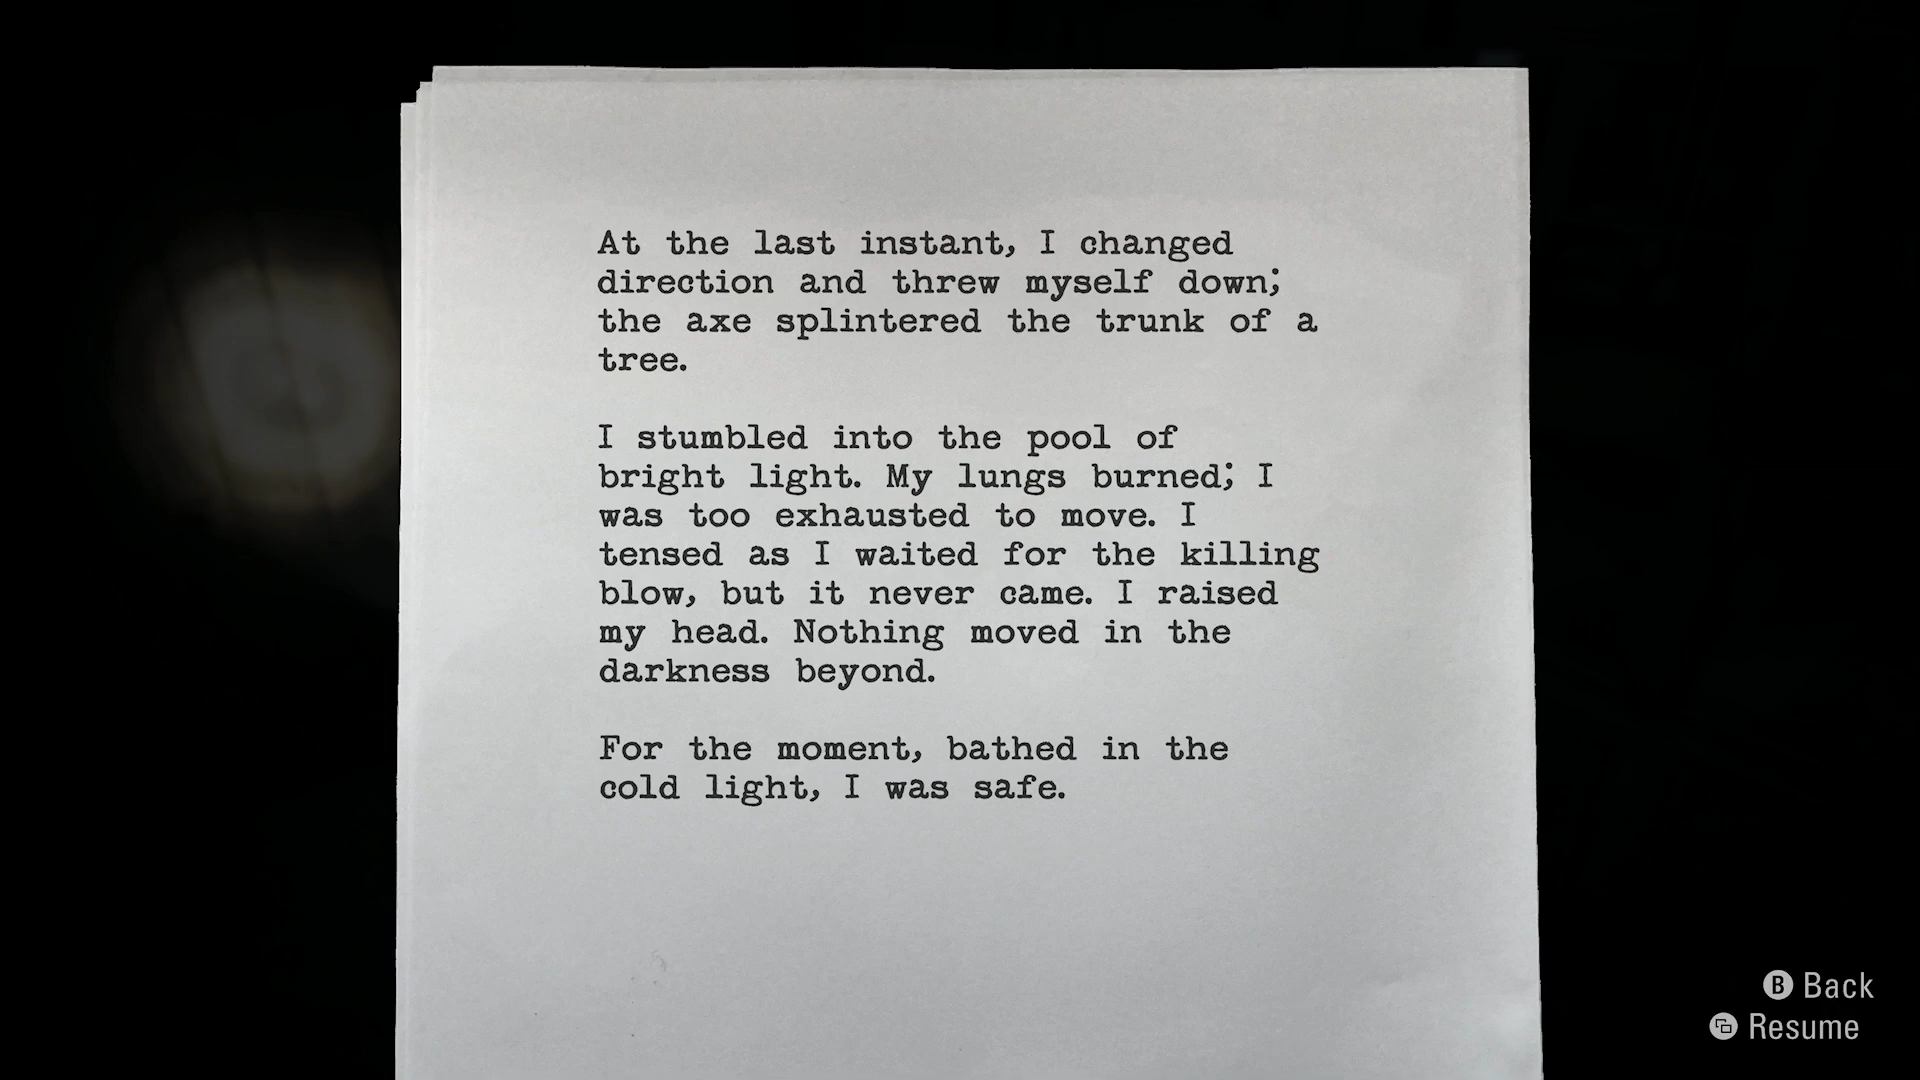 At the last instant, I changed
direction and threw myself down;
the axe splintered the trunk of a
tree.
I stumbled into the pool of
bright light. My lungs burned; I
was too exhausted to move. I
tensed as I waited for the killing
blow, but it never came. I raised
my head. Nothing moved in the
darkness beyond.
For the moment, bathed in the
cold light, I was safe.
B Back
Resume